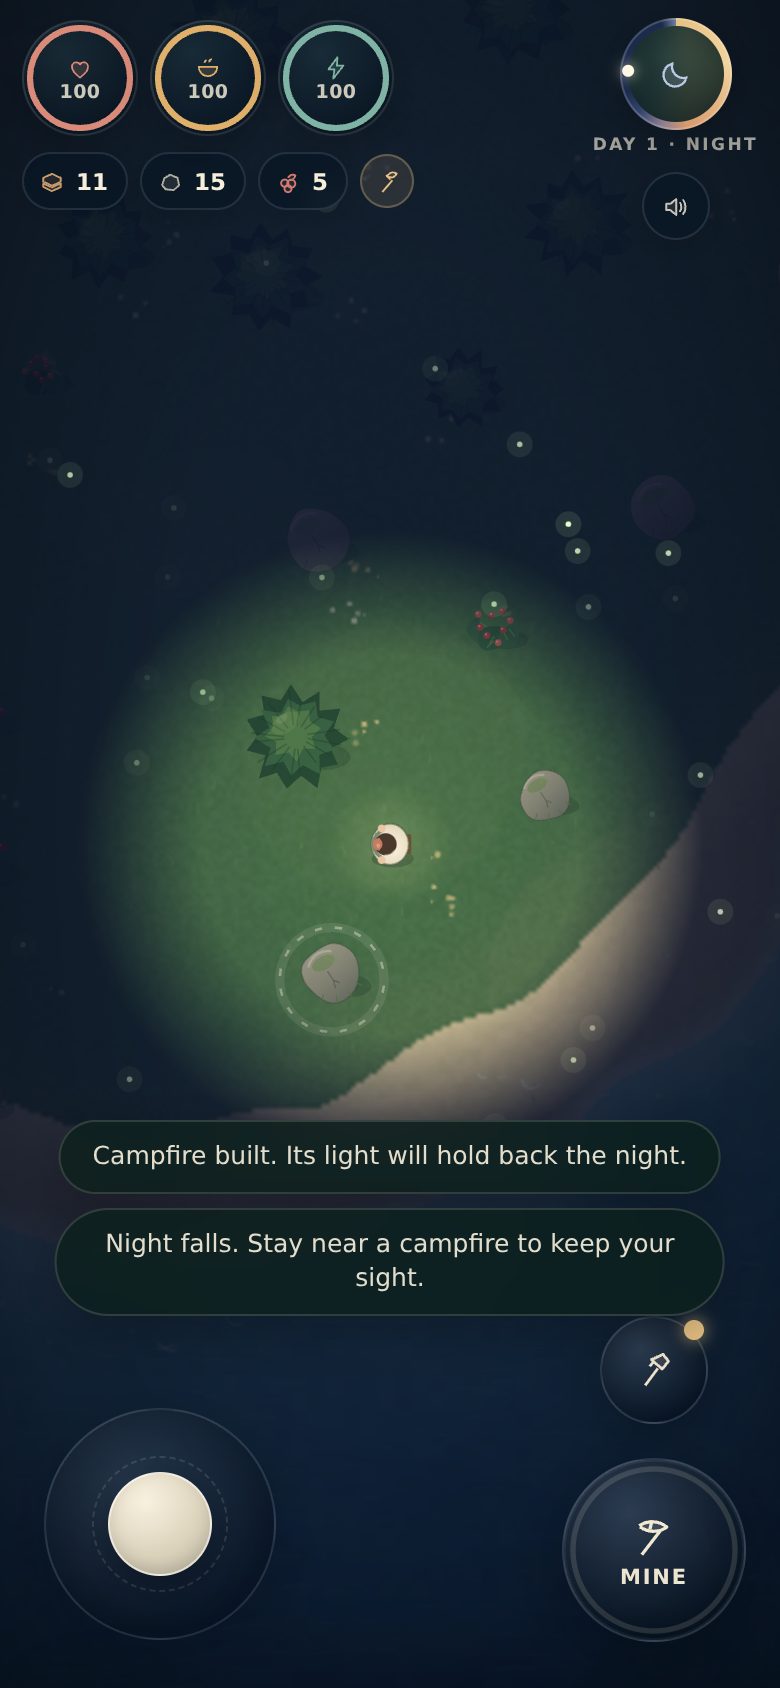 100
100
100
DAY 1 · NIGHT
11
15
5
Campfire built. Its light will hold back the night.
Night falls. Stay near a campfire to keep your
sight.
MINE